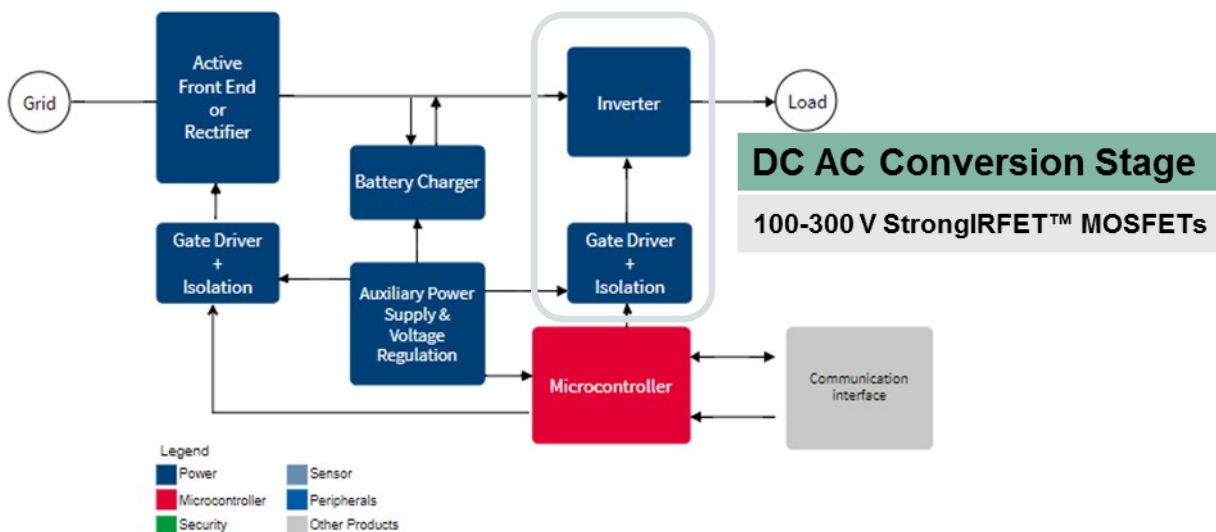 Grid
Active
Front End
or
Rectifier
Inverter
Load
DC AC Conversion Stage
100-300 V StrongIRFET™ MOSFETs
Battery Charger
Gate Driver
+
Isolation
Auxiliary Power
Supply &
Voltage
Regulation
Gate Driver
+
Isolation
Microcontroller
Communication
interface
Legend
Power
Sensor
Microcontroller
Peripherals
Security
Other Products